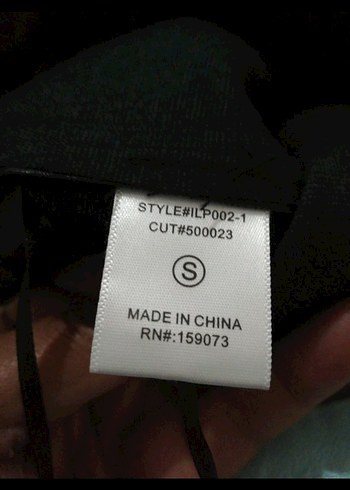 STYLE#ILP002-1
CUT#500023
S
MADE IN CHINA
RN#:159073